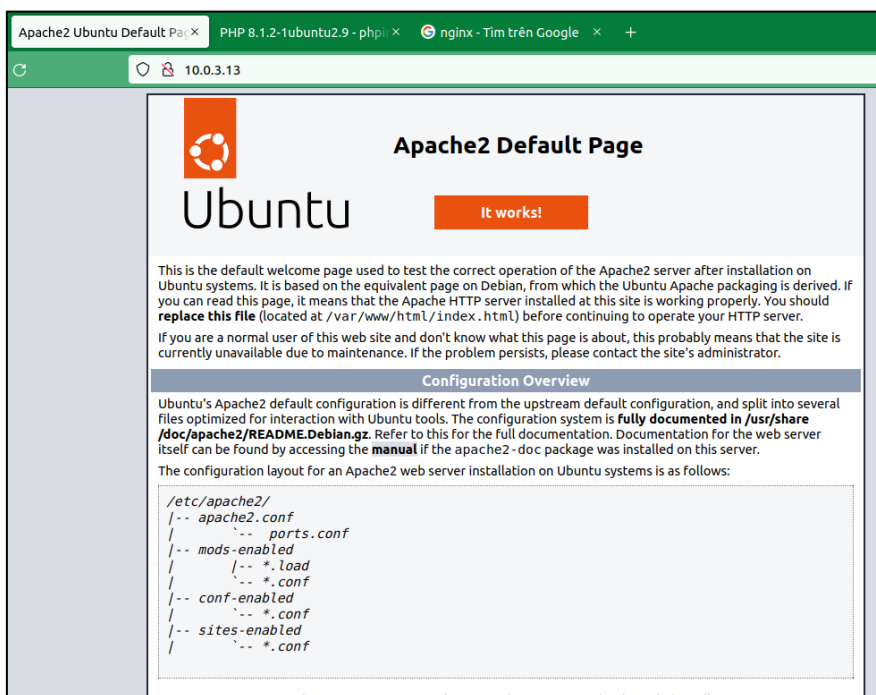 Apache2 Ubuntu Default Pag
PHP 8.1.2-1ubuntu2.9 - phpi
nginx - Tìm trên Google
10.0.3.13
Ubuntu
Apache2 Default Page
It works!
This is the default welcome page used to test the correct operation of the Apache2 server after installation on
Ubuntu systems. It is based on the equivalent page on Debian, from which the Ubuntu Apache packaging is derived. If
you can read this page, it means that the Apache HTTP server installed at this site is working properly. You should
replace this file (located at /var/www/html/index.html) before continuing to operate your HTTP server.
If you are a normal user of this web site and don't know what this page is about, this probably means that the site is
currently unavailable due to maintenance. If the problem persists, please contact the site's administrator.
Configuration Overview
Ubuntu's Apache2 default configuration is different from the upstream default configuration, and split into several
files optimized for interaction with Ubuntu tools. The configuration system is fully documented in /usr/share
/doc/apache2/README.Debian.gz. Refer to this for the full documentation. Documentation for the web server
itself can be found by accessing the manual if the apache2-doc package was installed on this server.
The configuration layout for an Apache2 web server installation on Ubuntu systems is as follows:
/etc/apache2/
|-- apache2.conf
|       `--  ports.conf
|-- mods-enabled
|       |-- *.load
|       `-- *.conf
|-- conf-enabled
|       `-- *.conf
|-- sites-enabled
|       `-- *.conf